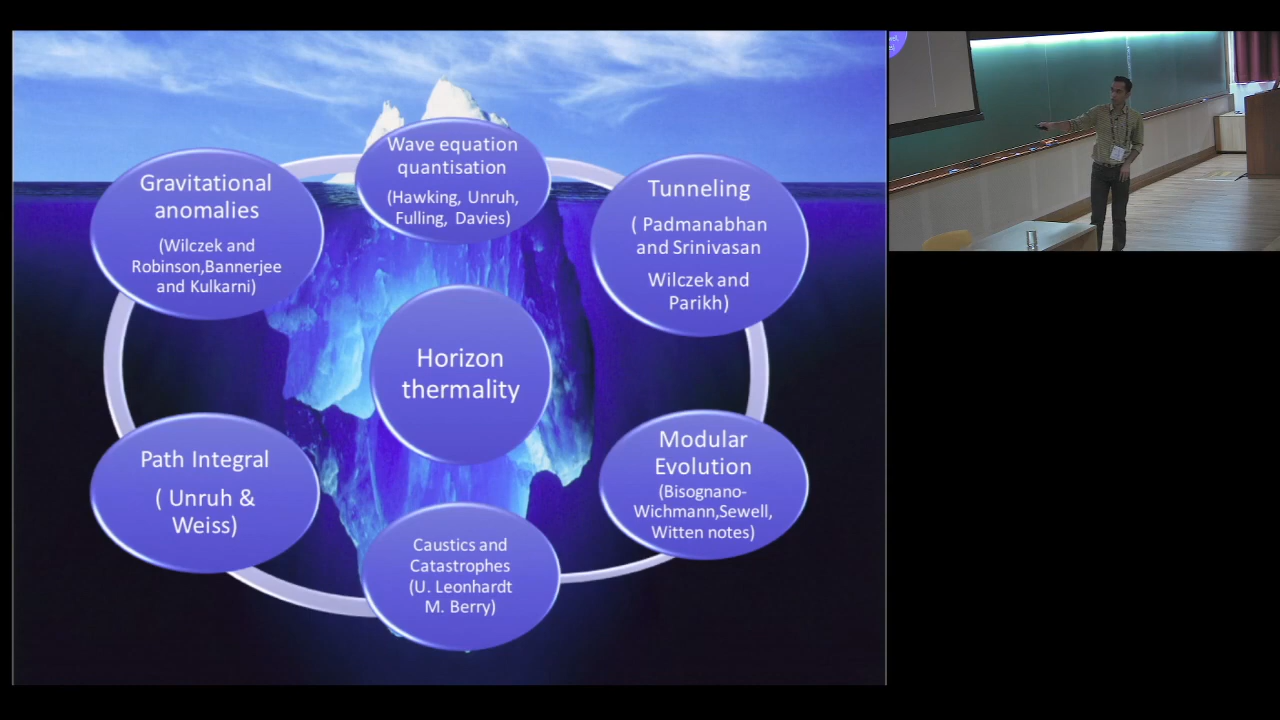 Wave equation
quantisation
(Hawking, Unruh,
Fulling, Davies)
Tunneling
( Padmanabhan
and Srinivasan
Wilczek and
Parikh)
Modular
Evolution
(Bisognano-
Wichmann,Sewell,
Witten notes)
Caustics and
Catastrophes
(U. Leonhardt
M. Berry)
Path Integral
( Unruh &
Weiss)
Gravitational
anomalies
(Wilczek and
Robinson,Bannerjee
and Kulkarni)
Horizon
thermality